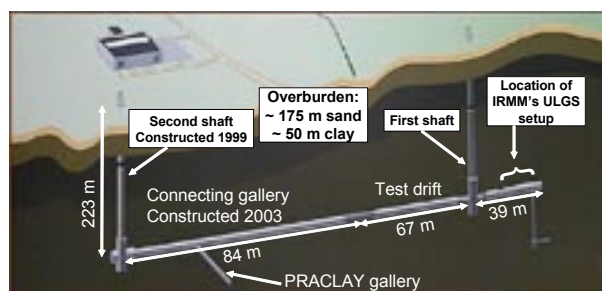 Location of
IRMM's ULGS
setup
Overburden:
~ 175 m sand
~ 50 m clay
Second shaft
Constructed 1999
First shaft
223 m
Connecting gallery
Constructed 2003
Test drift
39 m
67 m
84 m
PRACLAY gallery